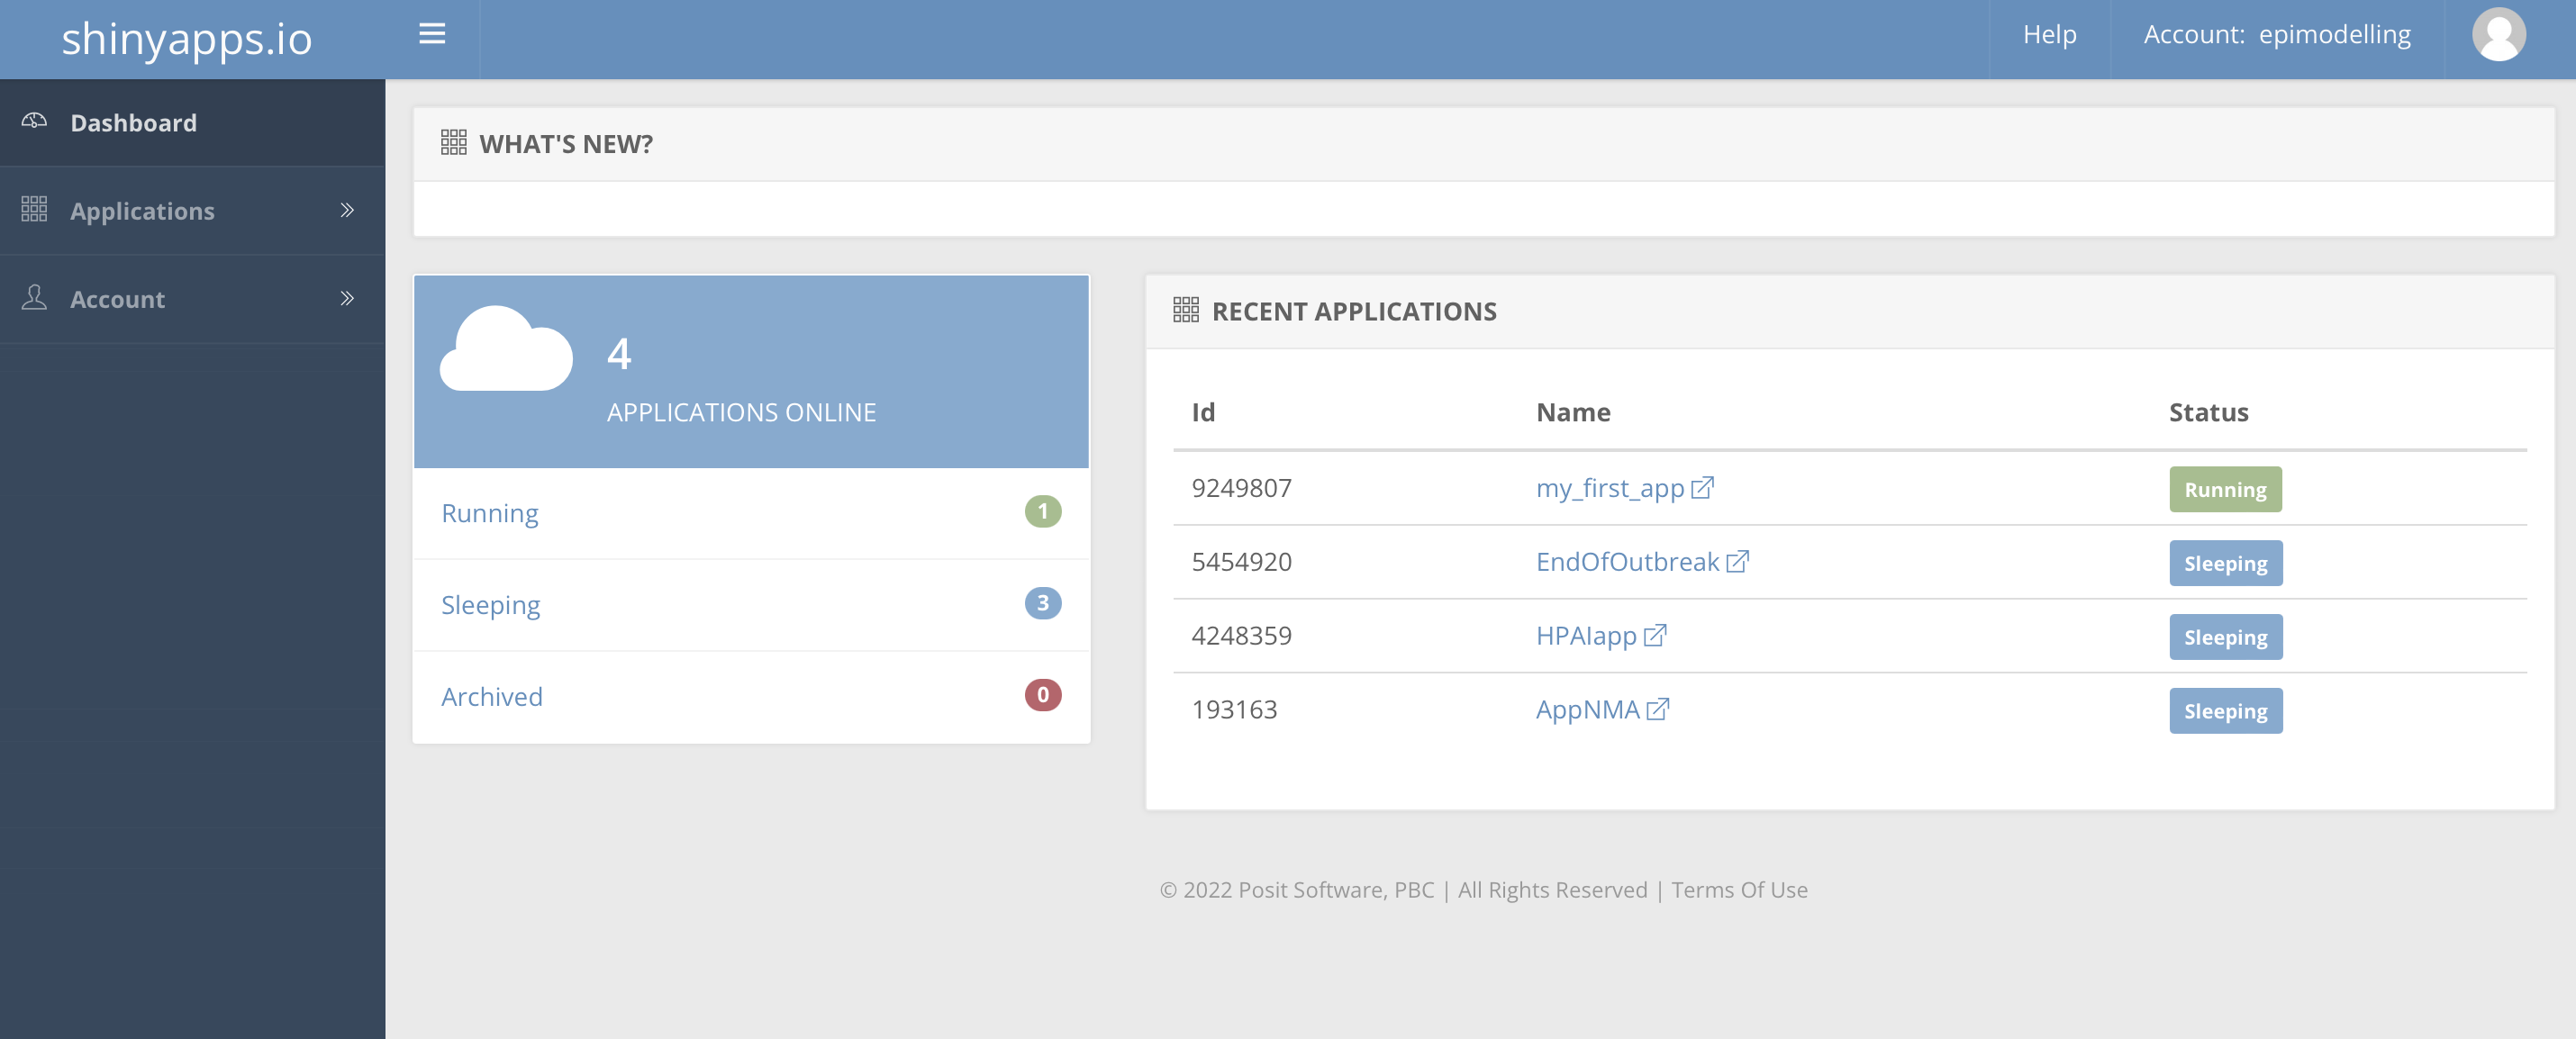 shinyapps.io
Help
Account: epimodelling
Dashboard
Applications
Account
WHAT'S NEW?
4
APPLICATIONS ONLINE
Running 1
Sleeping 3
Archived 0
RECENT APPLICATIONS
Id Name Status
9249807 my_first_app Running
5454920 EndOfOutbreak Sleeping
4248359 HPAIapp Sleeping
193163 AppNMA Sleeping
© 2022 Posit Software, PBC | All Rights Reserved | Terms Of Use